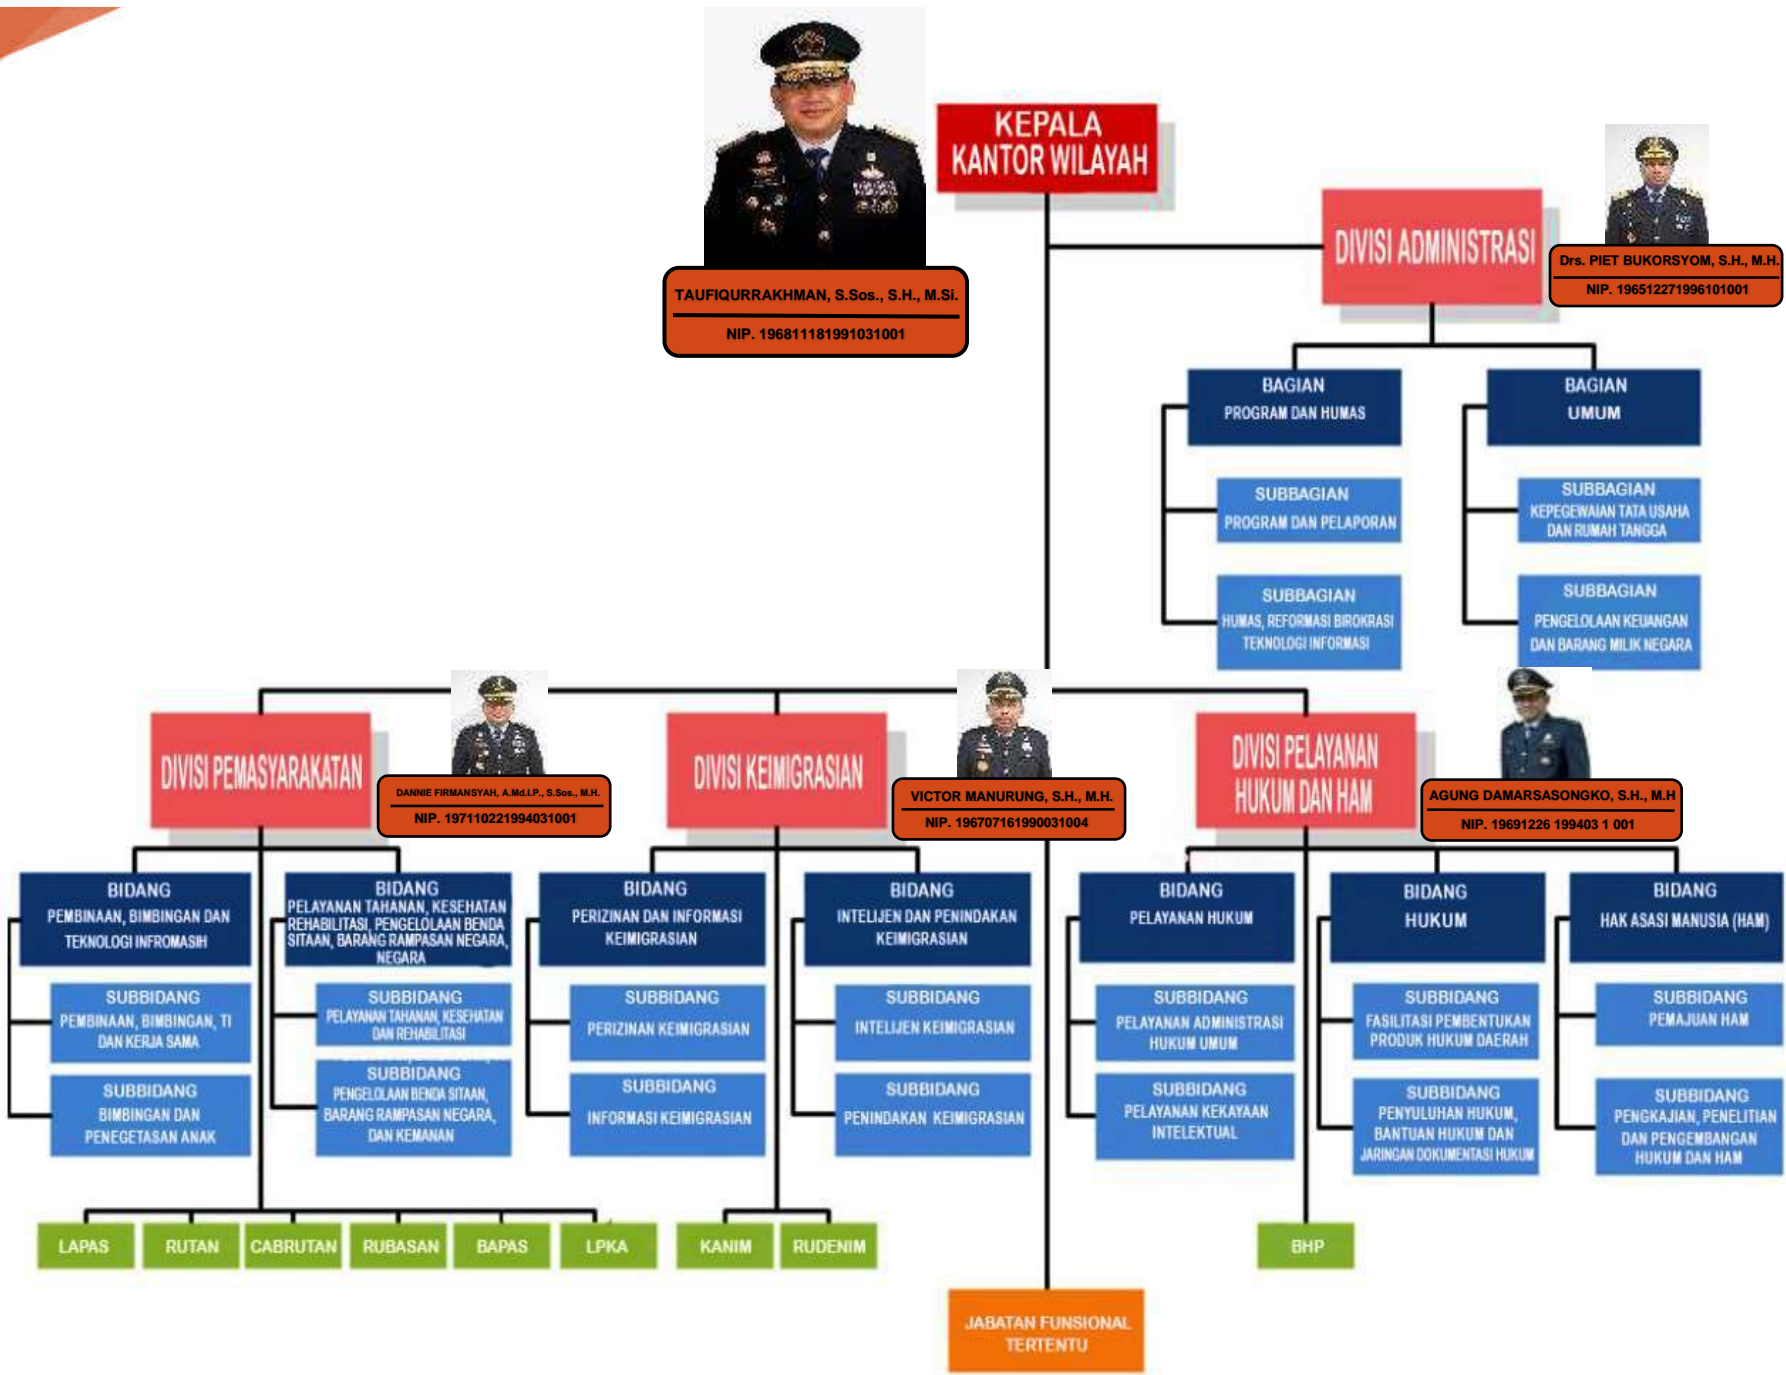 KEPALA
KANTOR WILAYAH
TAUFIQURRAKHMAN, S.Sos., S.H., M.Si.
NIP. 196811181991031001
DIVISI ADMINISTRASI
Drs. PIET BUKORSYOM, S.H., M.H.
NIP. 196512271996101001
BAGIAN
PROGRAM DAN HUMAS
BAGIAN
UMUM
SUBBAGIAN
PROGRAM DAN PELAPORAN
SUBBAGIAN
KEPEGEWAIAN TATA USAHA
DAN RUMAH TANGGA
SUBBAGIAN
HUMAS, REFORMASI BIROKRASI
TEKNOLOGI INFORMASI
SUBBAGIAN
PENGELOLAAN KEUANGAN
DAN BARANG MILIK NEGARA
DIVISI PEMASYARAKATAN
DANNIE FIRMANSYAH, A.Md.I.P., S.Sos., M.H.
NIP. 197110221994031001
DIVISI KEIMIGRASIAN
VICTOR MANURUNG, S.H., M.H.
NIP. 196707161990031004
DIVISI PELAYANAN
HUKUM DAN HAM
AGUNG DAMARSASONGKO, S.H., M.H
NIP. 19691226 199403 1 001
BIDANG
PEMBINAAN, BIMBINGAN DAN
TEKNOLOGI INFROMASIH
BIDANG
PELAYANAN TAHANAN, KESEHATAN
REHABILITASI, PENGELOLAAN BENDA
SITAAN, BARANG RAMPASAN NEGARA,
NEGARA
BIDANG
PERIZINAN DAN INFORMASI
KEIMIGRASIAN
BIDANG
INTELIJEN DAN PENINDAKAN
KEIMIGRASIAN
BIDANG
PELAYANAN HUKUM
BIDANG
HUKUM
BIDANG
HAK ASASI MANUSIA (HAM)
SUBBIDANG
PEMBINAAN, BIMBINGAN, TI
DAN KERJA SAMA
SUBBIDANG
PELAYANAN TAHANAN, KESEHATAN
DAN REHABILITASI
SUBBIDANG
PERIZINAN KEIMIGRASIAN
SUBBIDANG
INTELIJEN KEIMIGRASIAN
SUBBIDANG
PELAYANAN ADMINISTRASI
HUKUM UMUM
SUBBIDANG
FASILITASI PEMBENTUKAN
PRODUK HUKUM DAERAH
SUBBIDANG
PEMAJUAN HAM
SUBBIDANG
BIMBINGAN DAN
PENEGETASAN ANAK
SUBBIDANG
PENGELOLAAN BENDA SITAAN,
BARANG RAMPASAN NEGARA,
DAN KEMANAN
SUBBIDANG
INFORMASI KEIMIGRASIAN
SUBBIDANG
PENINDAKAN KEIMIGRASIAN
SUBBIDANG
PELAYANAN KEKAYAAN
INTELEKTUAL
SUBBIDANG
PENYULUHAN HUKUM,
BANTUAN HUKUM DAN
JARINGAN DOKUMENTASI HUKUM
SUBBIDANG
PENGKAJIAN, PENELITIAN
DAN PENGEMBANGAN
HUKUM DAN HAM
LAPAS
RUTAN
CABRUTAN
RUBASAN
BAPAS
LPKA
KANIM
RUDENIM
BHP
JABATAN FUNSIONAL
TERTENTU